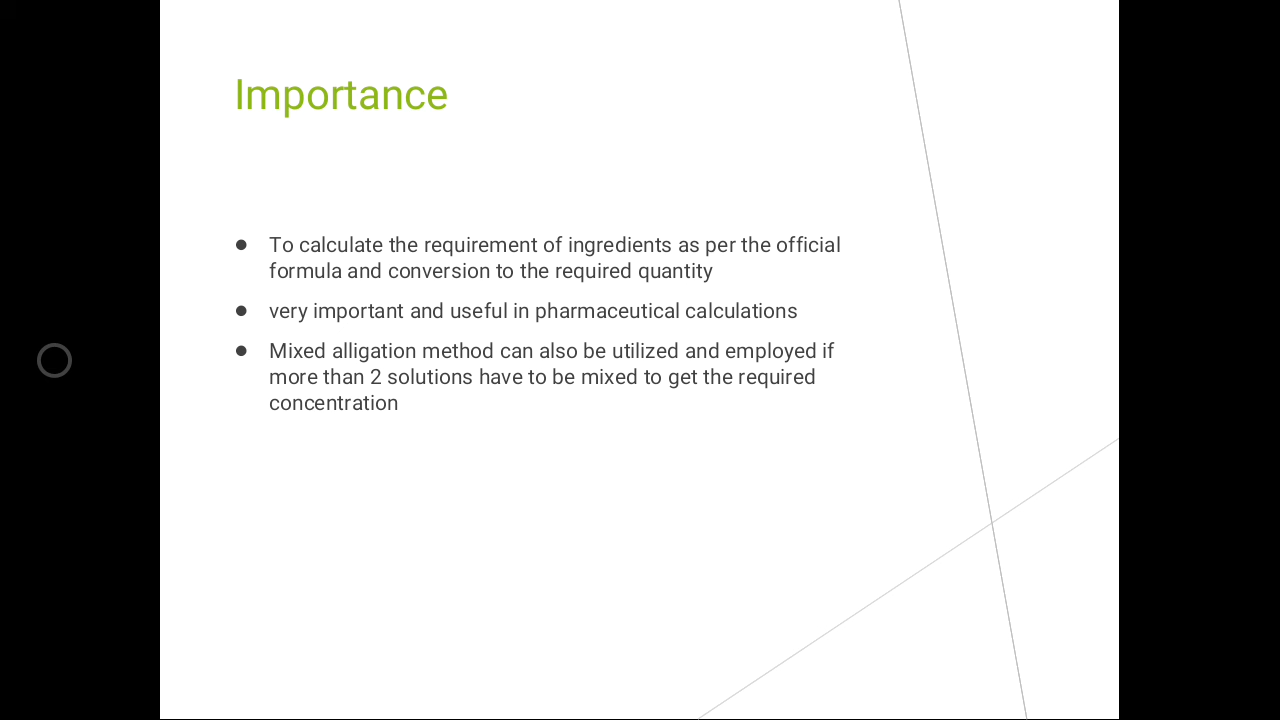 Importance
● To calculate the requirement of ingredients as per the official
formula and conversion to the required quantity
● very important and useful in pharmaceutical calculations
● Mixed alligation method can also be utilized and employed if
more than 2 solutions have to be mixed to get the required
concentration